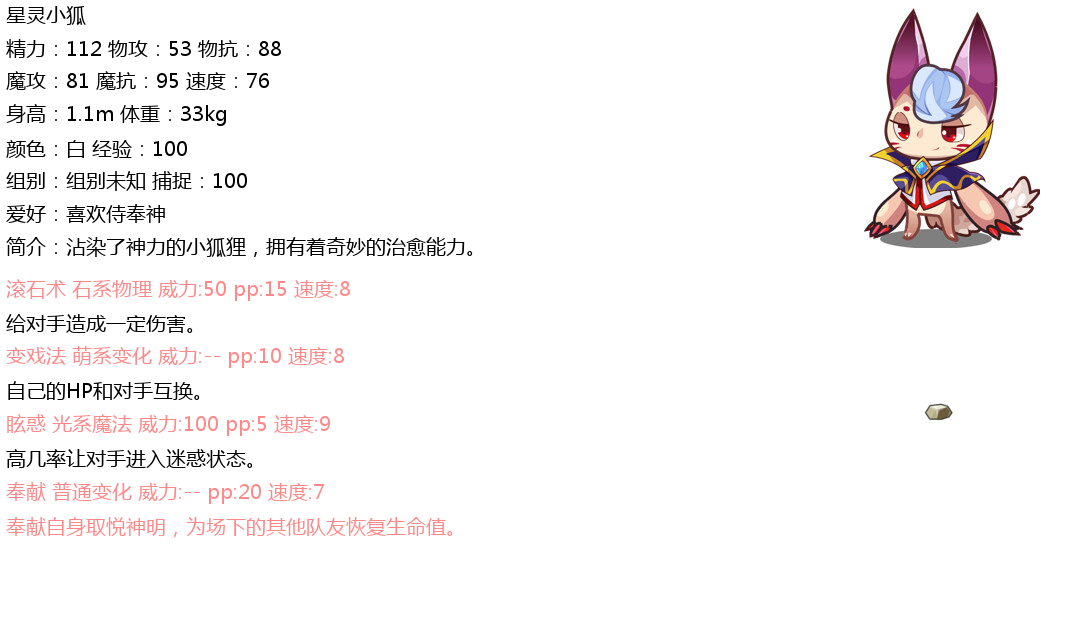 星灵小狐
精力：112 物攻：53 物抗：88
魔攻：81 魔抗：95 速度：76
身高：1.1m 体重：33kg
颜色：白 经验：100
组别：组别未知 捕捉：100
爱好：喜欢侍奉神
简介：沾染了神力的小狐狸，拥有着奇妙的治愈能力。
滚石术 石系物理 威力:50 pp:15 速度:8
给对手造成一定伤害。
变戏法 萌系变化 威力:-- pp:10 速度:8
自己的HP和对手互换。
眩惑 光系魔法 威力:100 pp:5 速度:9
高几率让对手进入迷惑状态。
奉献 普通变化 威力:-- pp:20 速度:7
奉献自身取悦神明，为场下的其他队友恢复生命值。